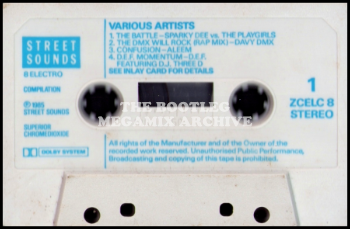 STREET
SOUNDS
8 ELECTRO
COMPILATION
℗1985
STREET SOUNDS
SUPERIOR
CHROMEDIOXIDE
DOLBY SYSTEM
VARIOUS ARTISTS
1. THE BATTLE–SPARKY DEE vs. THE PLAYGIRLS
2. THE DMX WILL ROCK (RAP MIX)–DAVY DMX
3. CONFUSION–ALEEM
4. D.E.F. MOMENTUM–D.E.F.
FEATURING D.J. THREE D
SEE INLAY CARD FOR DETAILS
1
ZCELC 8
STEREO
THE BOOTLEG
MEGAMIX ARCHIVE
All rights of the Manufacturer and of the Owner of the
recorded work reserved. Unauthorised Public Performance,
Broadcasting and copying of this tape is prohibited.